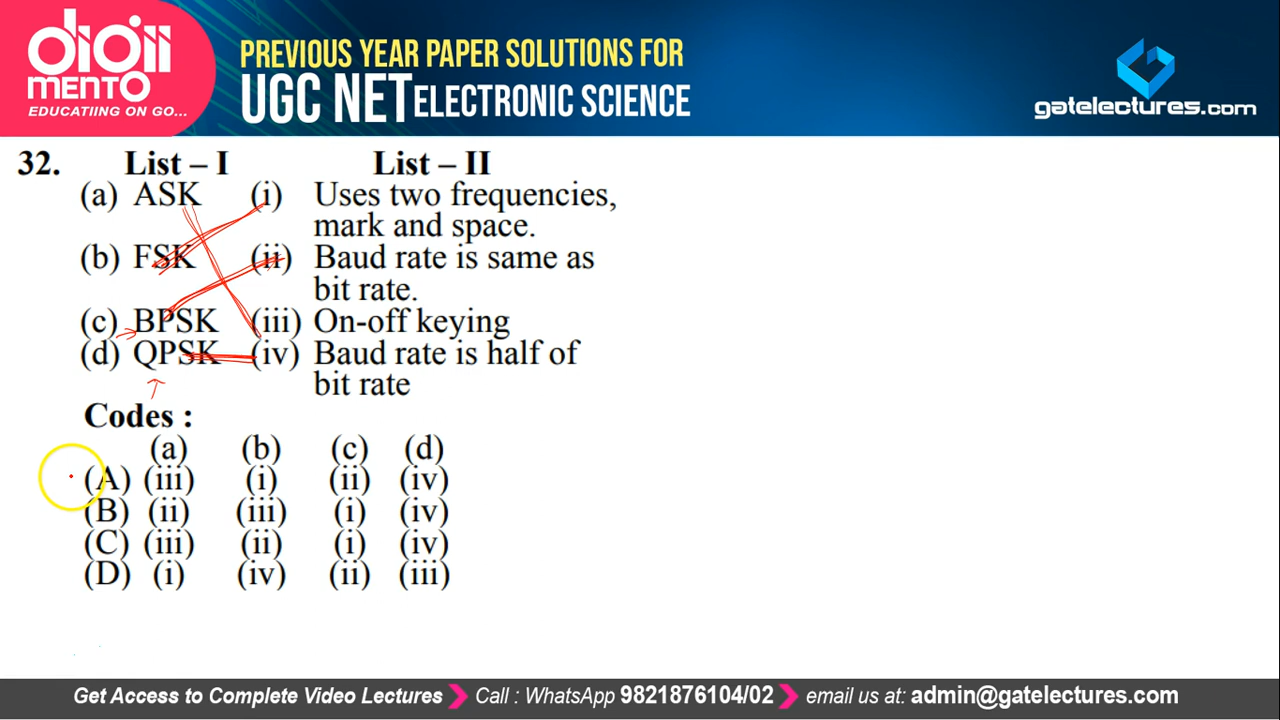 digii
MENTO
EDUCATIING ON GO...
PREVIOUS YEAR PAPER SOLUTIONS FOR
UGC NET ELECTRONIC SCIENCE
gatelectures.com
32. List – I List – II
(a) ASK (i) Uses two frequencies,
mark and space.
(b) FSK (ii) Baud rate is same as
bit rate.
(c) BPSK (iii) On-off keying
(d) QPSK (iv) Baud rate is half of
bit rate
Codes :
(a) (b) (c) (d)
(A) (iii) (i) (ii) (iv)
(B) (ii) (iii) (i) (iv)
(C) (iii) (ii) (i) (iv)
(D) (i) (iv) (ii) (iii)
Get Access to Complete Video Lectures Call : WhatsApp 9821876104/02 email us at: admin@gatelectures.com